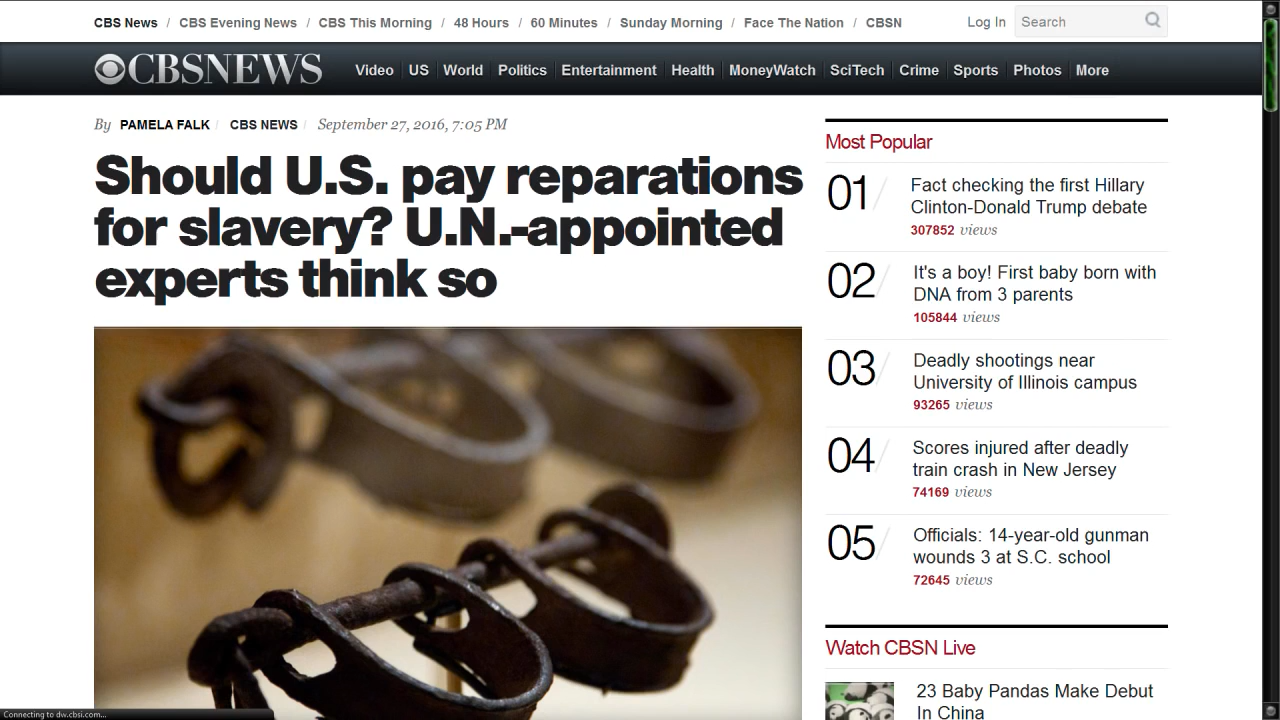 CBS News / CBS Evening News / CBS This Morning / 48 Hours / 60 Minutes / Sunday Morning / Face The Nation / CBSN
Log In
Search
CBSNEWS
Video US World Politics Entertainment Health MoneyWatch SciTech Crime Sports Photos More
By PAMELA FALK / CBS NEWS / September 27, 2016, 7:05 PM
Should U.S. pay reparations
for slavery? U.N.-appointed
experts think so
Most Popular
01/
Fact checking the first Hillary
Clinton-Donald Trump debate
307852 views
02/
It's a boy! First baby born with
DNA from 3 parents
105844 views
03/
Deadly shootings near
University of Illinois campus
93265 views
04/
Scores injured after deadly
train crash in New Jersey
74169 views
05/
Officials: 14-year-old gunman
wounds 3 at S.C. school
72645 views
Watch CBSN Live
23 Baby Pandas Make Debut
In China
Connecting to dw.cbsi.com...